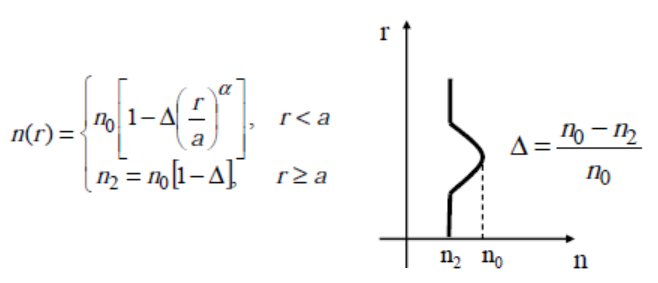 n(r) = { n₀[1 − Δ(r/a)^α], r < a
n₂ = n₀[1 − Δ], r ≥ a
r
Δ = (n₀ − n₂)/n₀
n₂ n₀ n